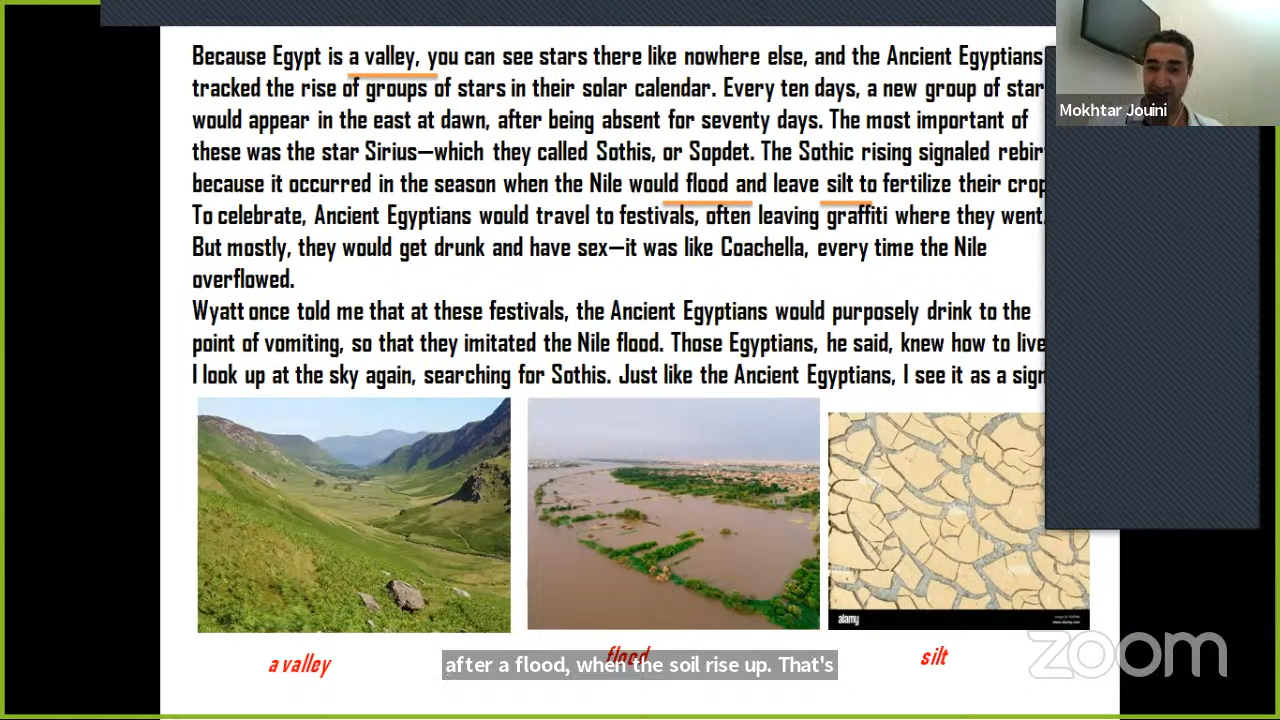 Because Egypt is a valley, you can see stars there like nowhere else, and the Ancient Egyptians
tracked the rise of groups of stars in their solar calendar. Every ten days, a new group of star
would appear in the east at dawn, after being absent for seventy days. The most important of
these was the star Sirius—which they called Sothis, or Sopdet. The Sothic rising signaled rebir
because it occurred in the season when the Nile would flood and leave silt to fertilize their crop
To celebrate, Ancient Egyptians would travel to festivals, often leaving graffiti where they went.
But mostly, they would get drunk and have sex—it was like Coachella, every time the Nile
overflowed.
Wyatt once told me that at these festivals, the Ancient Egyptians would purposely drink to the
point of vomiting, so that they imitated the Nile flood. Those Egyptians, he said, knew how to live
I look up at the sky again, searching for Sothis. Just like the Ancient Egyptians, I see it as a sign
Mokhtar Jouini
alamy
a valley
flood
silt
after a flood, when the soil rise up. That's
zoom